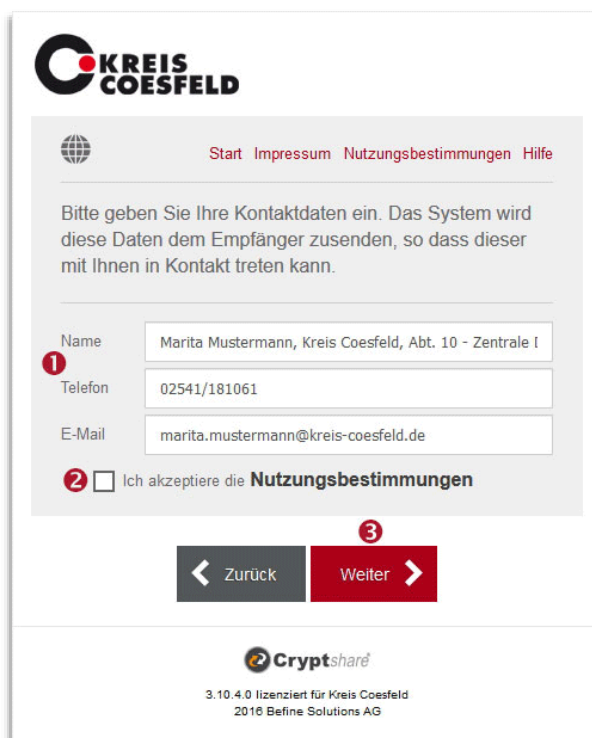 KREIS
COESFELD
Start Impressum Nutzungsbestimmungen Hilfe
Bitte geben Sie Ihre Kontaktdaten ein. Das System wird
diese Daten dem Empfänger zusenden, so dass dieser
mit Ihnen in Kontakt treten kann.
Name Marita Mustermann, Kreis Coesfeld, Abt. 10 - Zentrale
1
Telefon 02541/181061
E-Mail marita.mustermann@kreis-coesfeld.de
2 Ich akzeptiere die Nutzungsbestimmungen
3
Zurück Weiter
Cryptshare
3.10.4.0 lizenziert für Kreis Coesfeld
2016 Befine Solutions AG